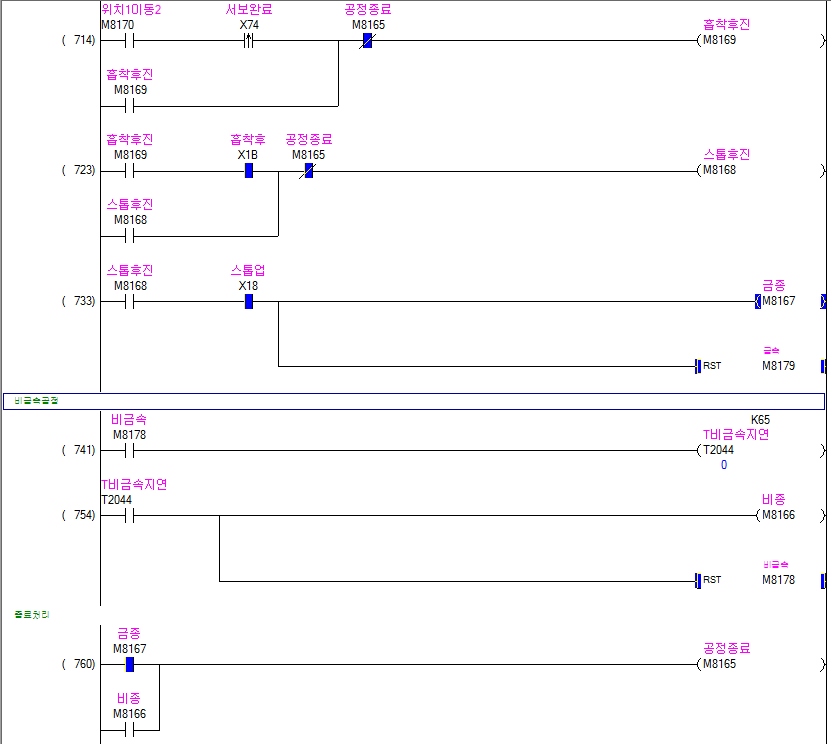 위치1이동2 서보완료 공정종료 흡착후진
M8170 X74 M8165
( 714) ( M8169 )
흡착후진
M8169
흡착후진 흡착후 공정종료 스톱후진
M8169 X1B M8165
( 723) ( M8168 )
스톱후진
M8168
스톱후진 스톱업 금종
M8168 X18
( 733) ( M8167 )
금속
RST M8179
비금속공정
비금속 K65
M8178 T비금속지연
( 741) ( T2044 )
0
T비금속지연 비종
T2044
( 754) ( M8166 )
비금속
RST M8178
종료처리
금종 공정종료
M8167
( 760) ( M8165 )
비종
M8166